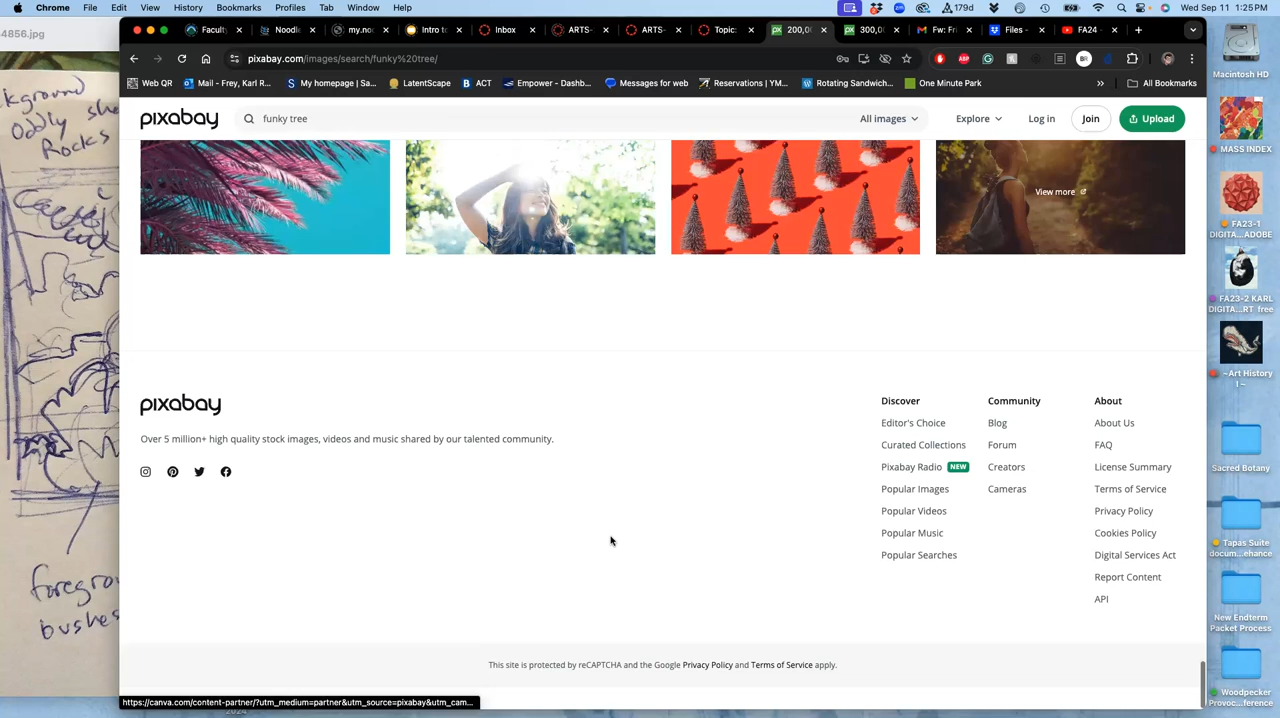 Chrome File Edit View History Bookmarks Profiles Tab Window Help 179d Wed Sep 11 1:25 PM
54856.jpg
Faculty Noodle my.noo Intro to Inbox ARTS- ARTS- Topic: 200,0 300,0 Fw: Fri Files - FA24 -
pixabay.com/images/search/funky%20tree/
Web QR Mail - Frey, Karl R... My homepage | Sa... LatentScape ACT Empower - Dashb... Messages for web Reservations | YM... Rotating Sandwich... One Minute Park All Bookmarks
pixabay funky tree All images Explore Log in Join Upload
View more
pixabay
Over 5 million+ high quality stock images, videos and music shared by our talented community.
Discover
Editor's Choice
Curated Collections
Pixabay Radio NEW
Popular Images
Popular Videos
Popular Music
Popular Searches
Community
Blog
Forum
Creators
Cameras
About
About Us
FAQ
License Summary
Terms of Service
Privacy Policy
Cookies Policy
Digital Services Act
Report Content
API
This site is protected by reCAPTCHA and the Google Privacy Policy and Terms of Service apply.
https://canva.com/content-partner/?utm_medium=partner&utm_source=pixabay&utm_cam...
Oddly
Rocks
Macintosh HD
MASS INDEX
FA23-1
DIGITA...ADOBE
FA23-2 KARL
DIGITA...RT free
~Art History
1 ~
Sacred Botany
Tapas Suite
docum...ehance
New Endterm
Packet Process
Woodpecker
Provoc...ference